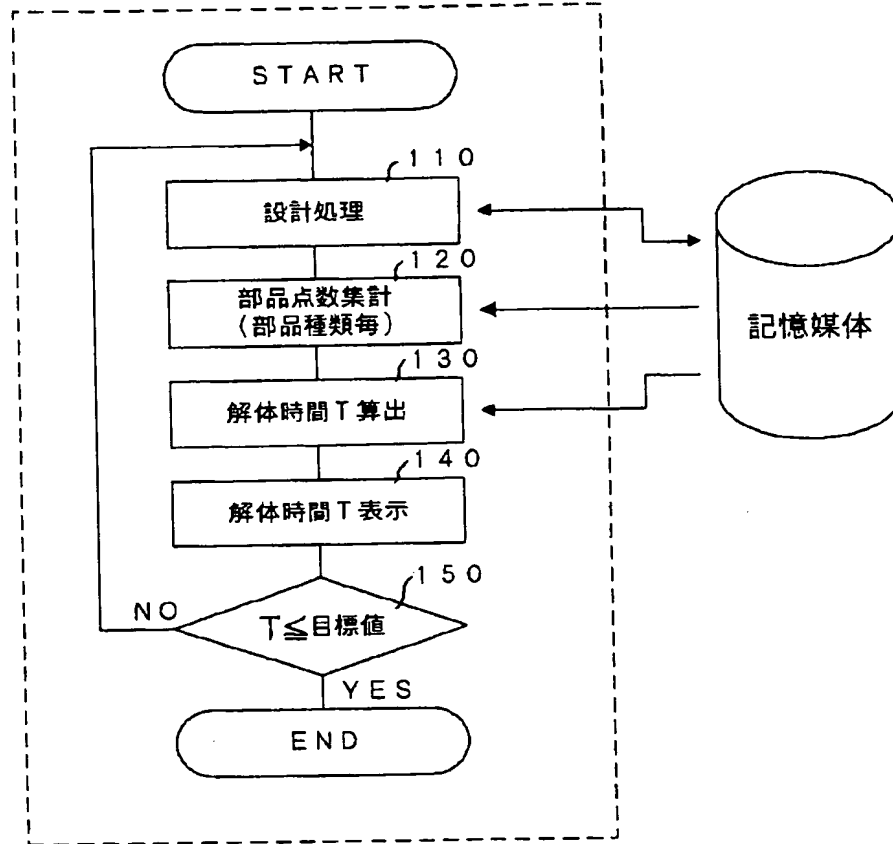 START
110
設計処理
120
部品点数集計
(部品種類毎)
記憶媒体
130
解体時間T算出
140
解体時間T表示
150
NO
T≦目標値
YES
END